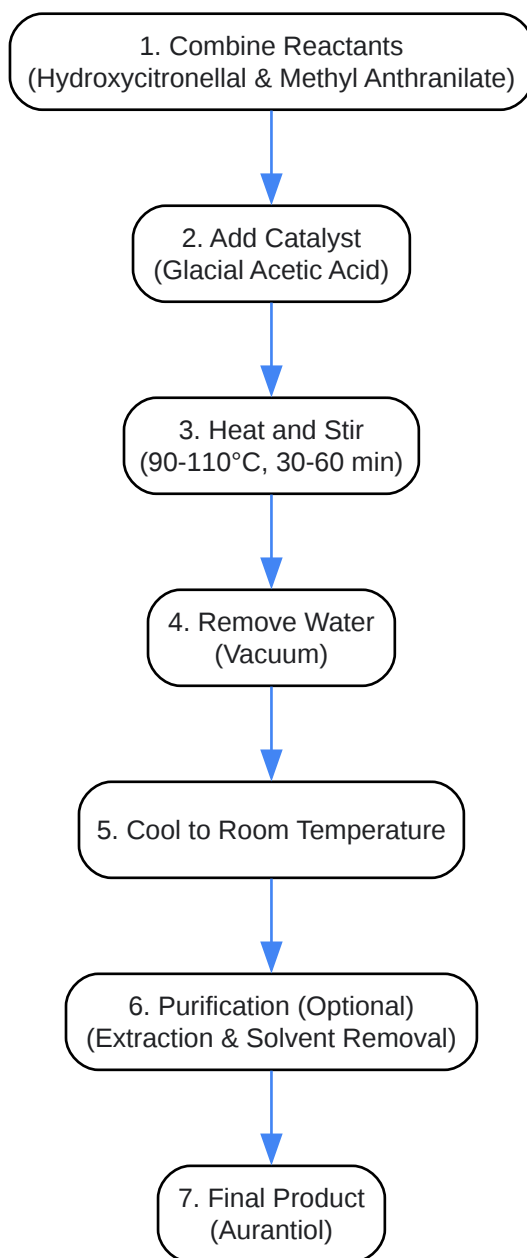 1. Combine Reactants
(Hydroxycitronellal & Methyl Anthranilate)
2. Add Catalyst
(Glacial Acetic Acid)
3. Heat and Stir
(90-110°C, 30-60 min)
4. Remove Water
(Vacuum)
5. Cool to Room Temperature
6. Purification (Optional)
(Extraction & Solvent Removal)
7. Final Product
(Aurantiol)